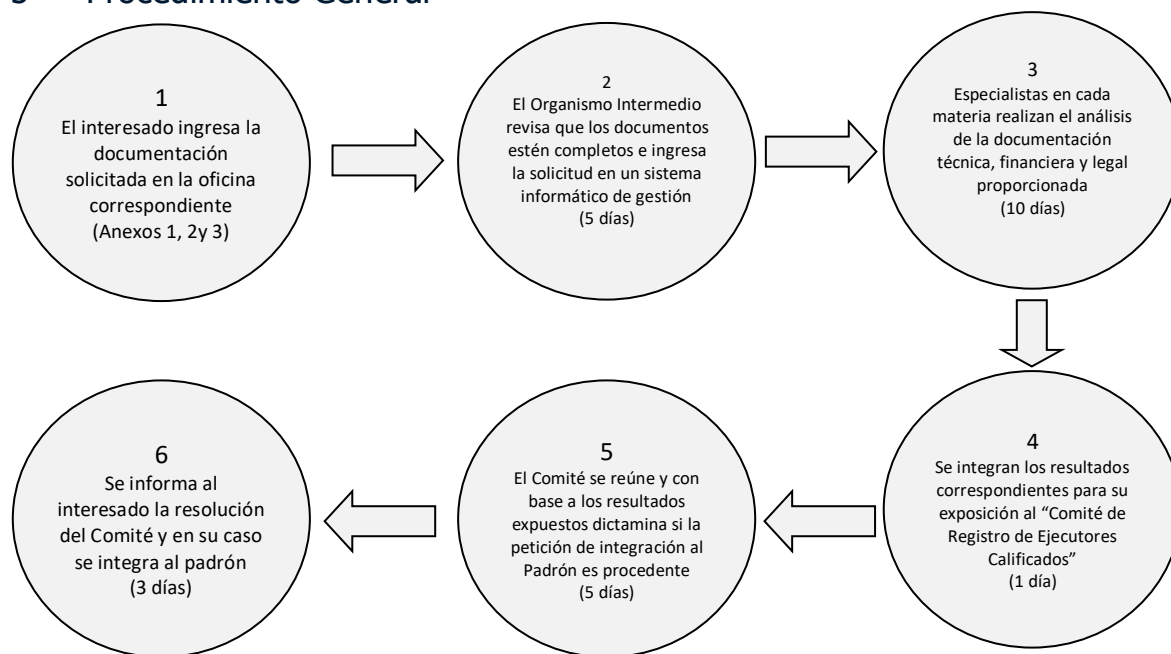 Procedimiento General
1
El interesado ingresa la
documentación
solicitada en la oficina
correspondiente
(Anexos 1, 2y 3)
2
El Organismo Intermedio
revisa que los documentos
estén completos e ingresa
la solicitud en un sistema
informático de gestión
(5 días)
3
Especialistas en cada
materia realizan el análisis
de la documentación
técnica, financiera y legal
proporcionada
(10 días)
4
Se integran los resultados
correspondientes para su
exposición al “Comité de
Registro de Ejecutores
Calificados”
(1 día)
5
El Comité se reúne y con
base a los resultados
expuestos dictamina si la
petición de integración al
Padrón es procedente
(5 días)
6
Se informa al
interesado la resolución
del Comité y en su caso
se integra al padrón
(3 días)